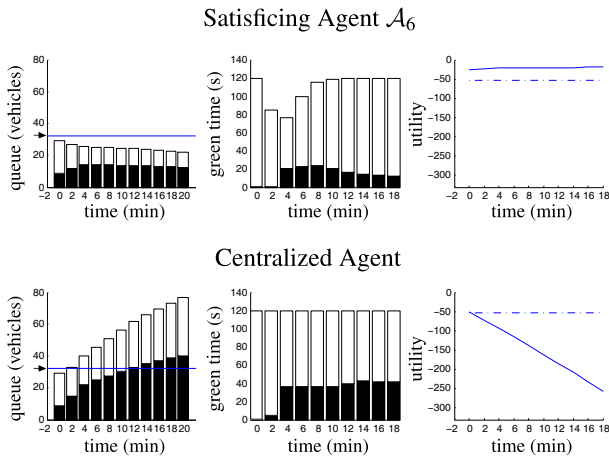 Satisficing Agent 𝒜6
queue (vehicles)
80
60
40
20
0
−2 0 2 4 6 8 10 12 14 16 18 20
time (min)
green time (s)
140
120
100
80
60
40
20
0
0 2 4 6 8 10 12 14 16 18
time (min)
utility
0
−50
−100
−150
−200
−250
−300
−2 0 2 4 6 8 10 12 14 16 18
time (min)
Centralized Agent
queue (vehicles)
80
60
40
20
0
−2 0 2 4 6 8 10 12 14 16 18 20
time (min)
green time (s)
140
120
100
80
60
40
20
0
0 2 4 6 8 10 12 14 16 18
time (min)
utility
0
−50
−100
−150
−200
−250
−300
−2 0 2 4 6 8 10 12 14 16 18
time (min)